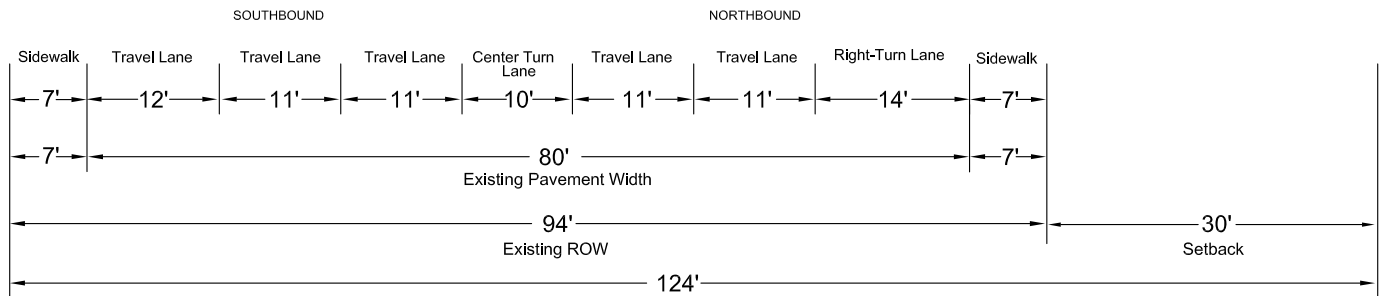 SOUTHBOUND NORTHBOUND
Sidewalk Travel Lane Travel Lane Travel Lane Center Turn Travel Lane Travel Lane Right-Turn Lane Sidewalk
Lane
7' 12' 11' 11' 10' 11' 11' 14' 7'
7' 80' 7'
Existing Pavement Width
94' 30'
Existing ROW Setback
124'